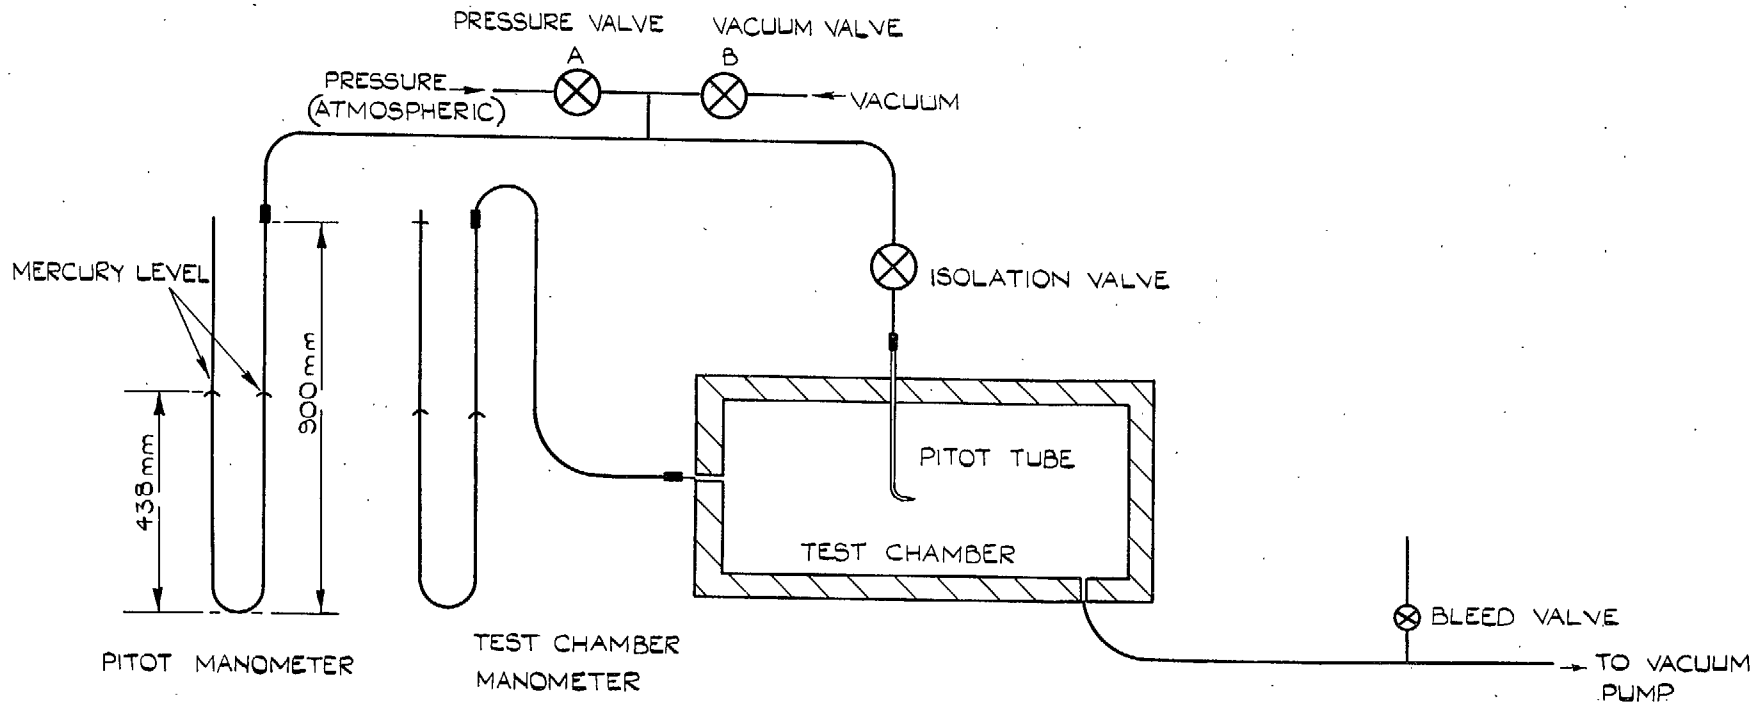 PRESSURE VALVE
A
VACUUM VALVE
B
PRESSURE
(ATMOSPHERIC)
VACUUM
MERCURY LEVEL
ISOLATION VALVE
900mm
438mm
PITOT TUBE
TEST CHAMBER
BLEED VALVE
PITOT MANOMETER
TEST CHAMBER
MANOMETER
TO VACUUM
PUMP